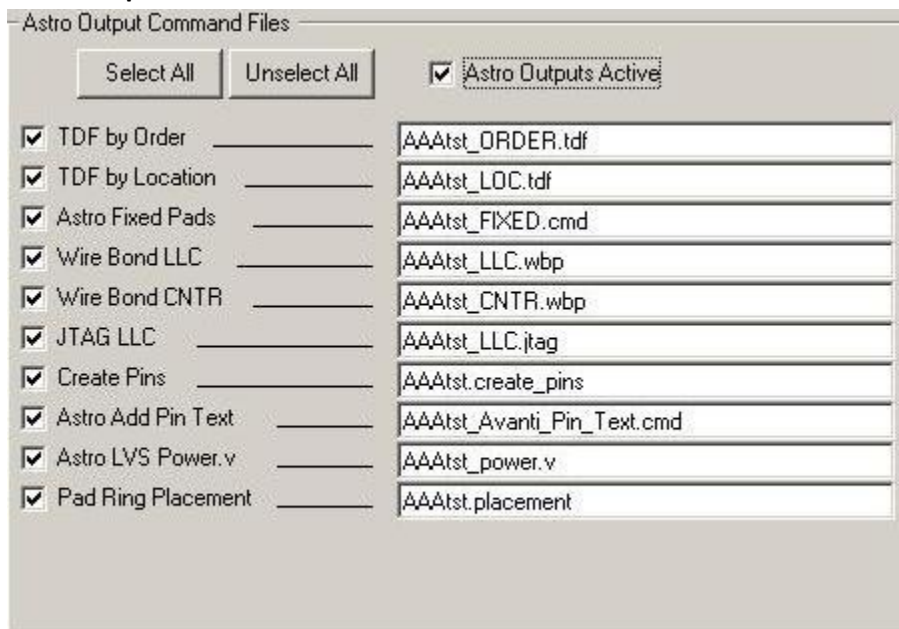 Astro Output Command Files
Select All Unselect All Astro Outputs Active
TDF by Order AAAtst_ORDER.tdf
TDF by Location AAAtst_LOC.tdf
Astro Fixed Pads AAAtst_FIXED.cmd
Wire Bond LLC AAAtst_LLC.wbp
Wire Bond CNTR AAAtst_CNTR.wbp
JTAG LLC AAAtst_LLC.jtag
Create Pins AAAtst.create_pins
Astro Add Pin Text AAAtst_Avanti_Pin_Text.cmd
Astro LVS Power.v AAAtst_power.v
Pad Ring Placement AAAtst.placement